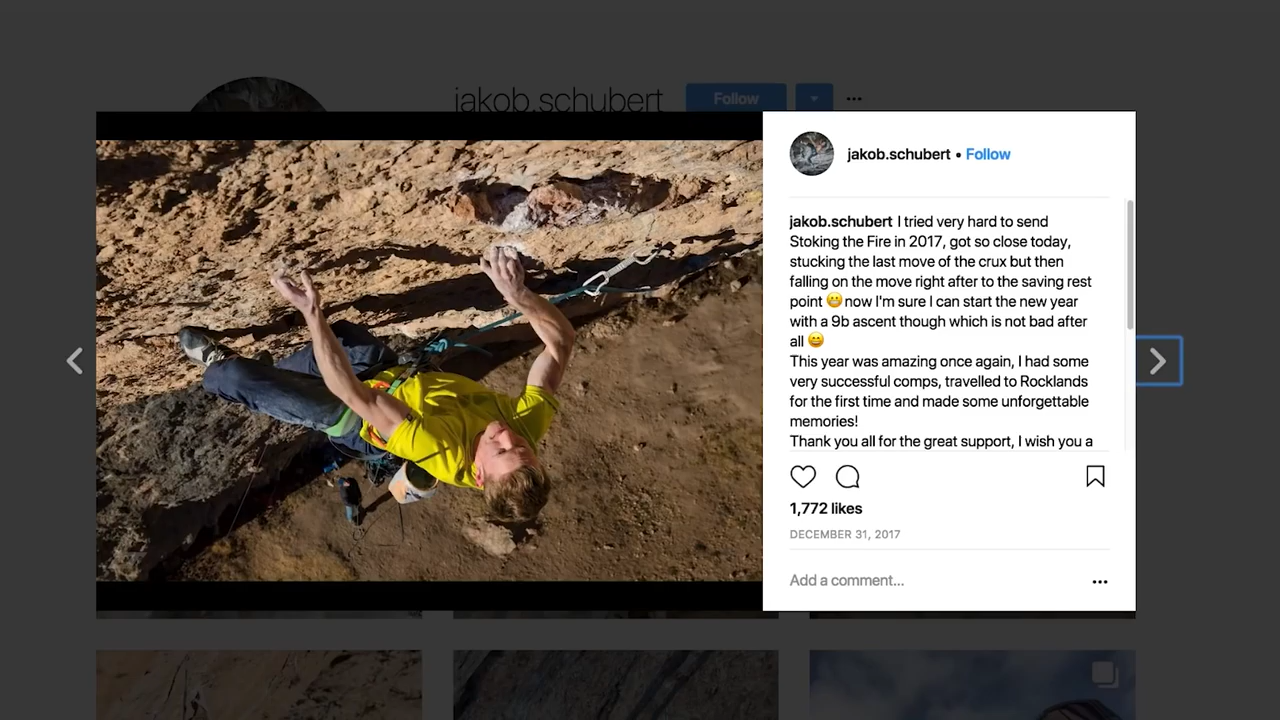 jakob.schubert Follow
jakob.schubert • Follow
jakob.schubert I tried very hard to send
Stoking the Fire in 2017, got so close today,
stucking the last move of the crux but then
falling on the move right after to the saving rest
point 😬 now I'm sure I can start the new year
with a 9b ascent though which is not bad after
all 😄
This year was amazing once again, I had some
very successful comps, travelled to Rocklands
for the first time and made some unforgettable
memories!
Thank you all for the great support, I wish you a
1,772 likes
DECEMBER 31, 2017
Add a comment...